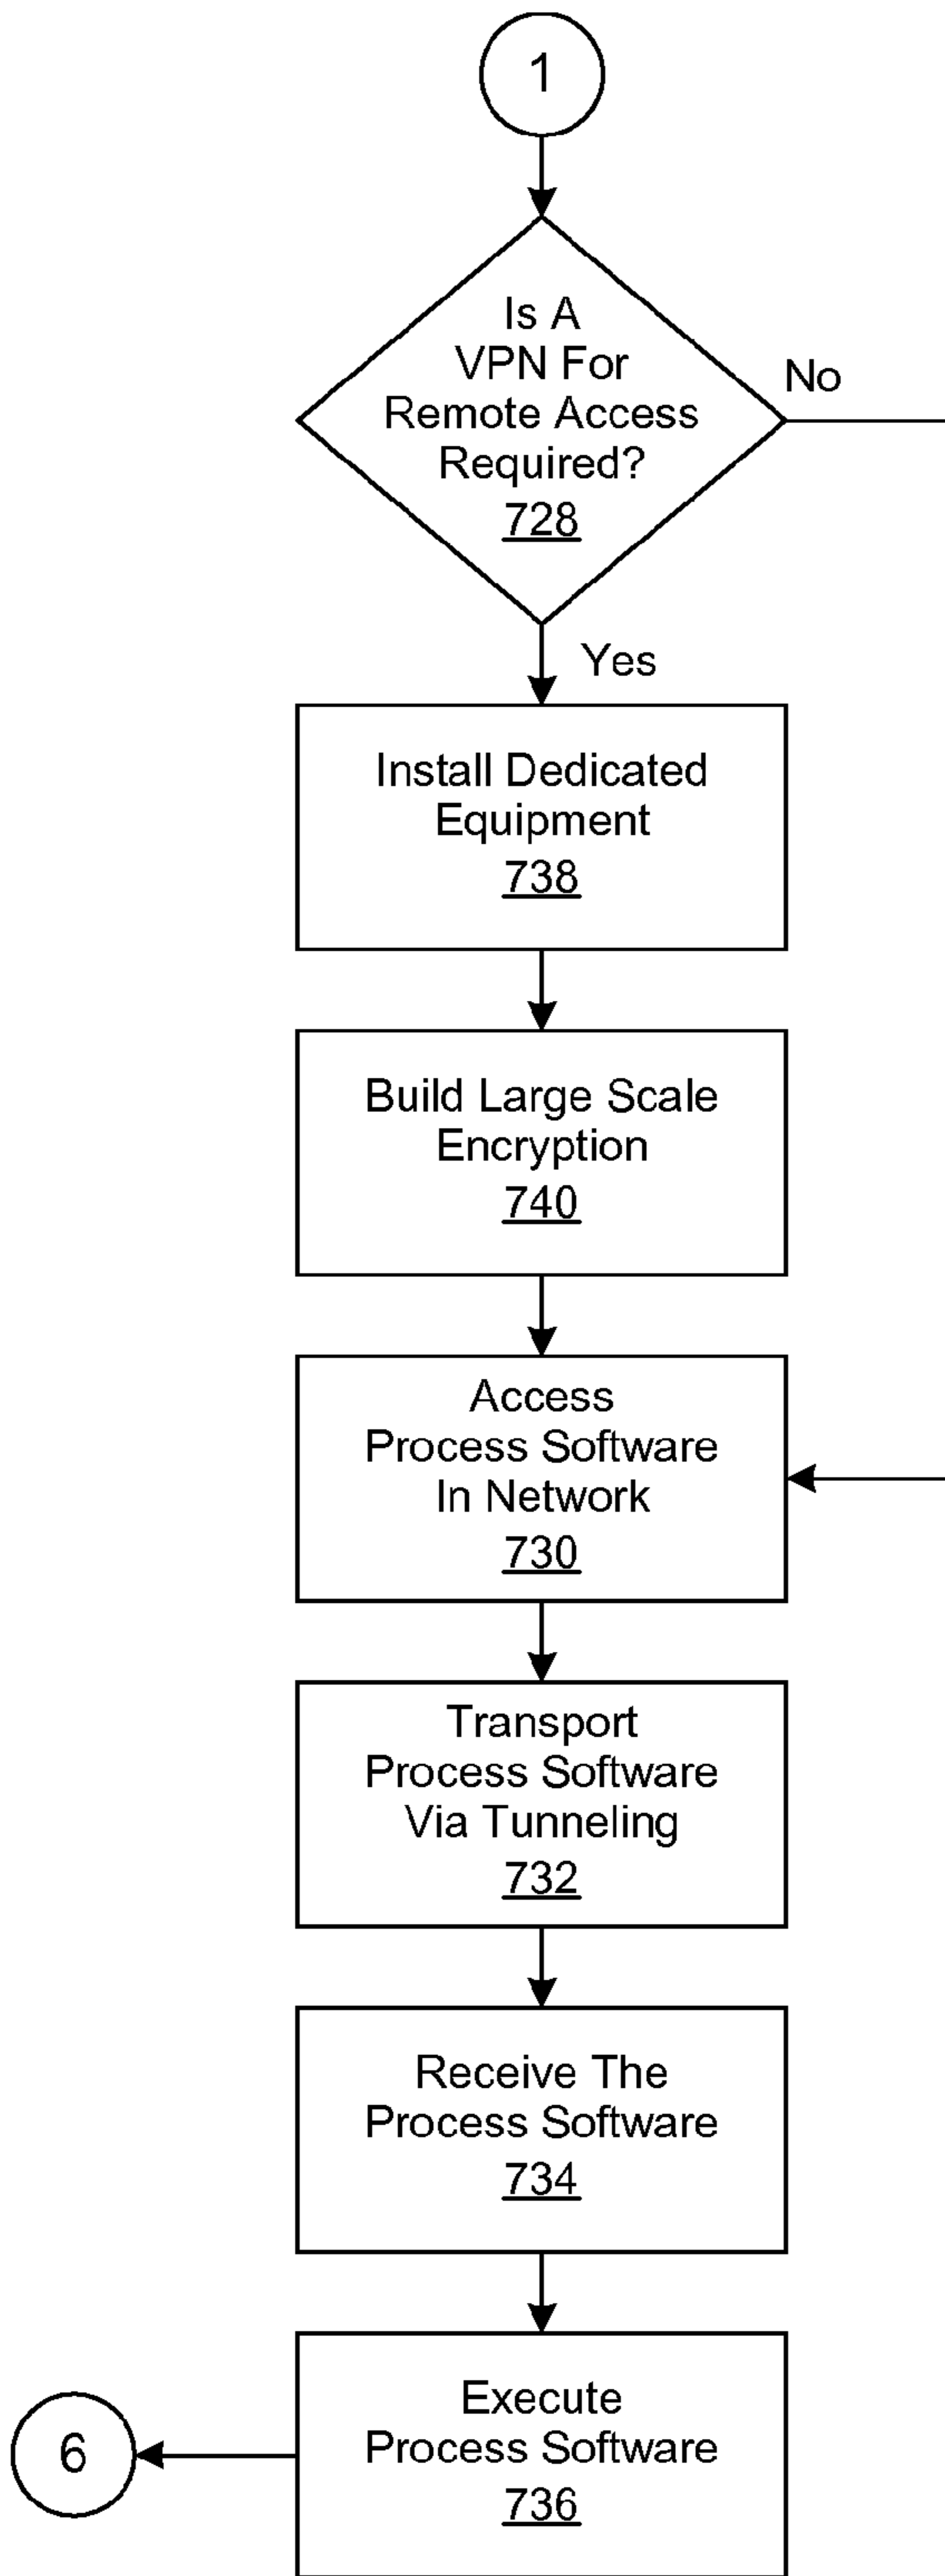 1
Is A
VPN For
Remote Access
Required?
728
No
Yes
Install Dedicated
Equipment
738
Build Large Scale
Encryption
740
Access
Process Software
In Network
730
Transport
Process Software
Via Tunneling
732
Receive The
Process Software
734
Execute
Process Software
736
6